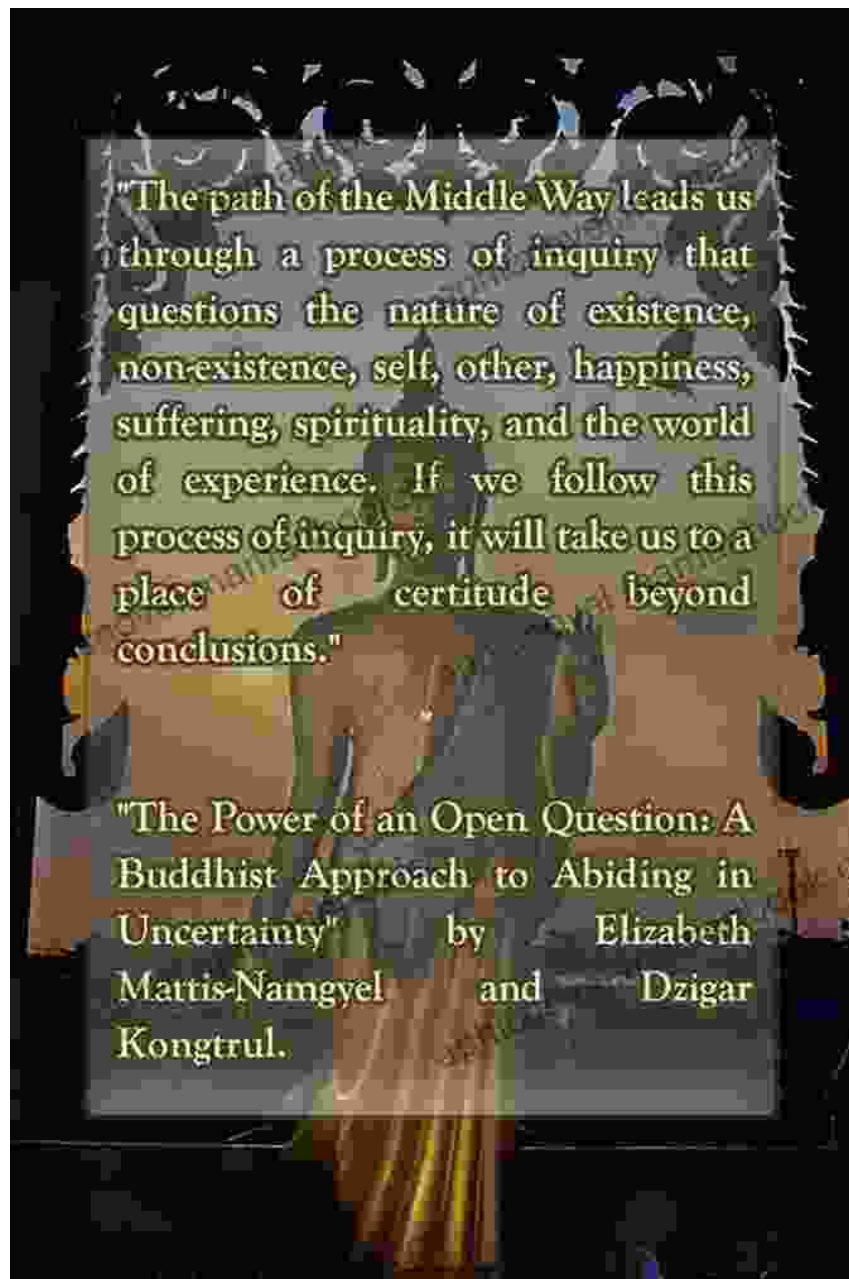 "The path of the Middle Way leads us
through a process of inquiry that
questions the nature of existence,
non-existence, self, other, happiness,
suffering, spirituality, and the world
of experience. If we follow this
process of inquiry, it will take us to a
place of certitude beyond
conclusions."
"The Power of an Open Question: A
Buddhist Approach to Abiding in
Uncertainty" by Elizabeth
Mattis-Namgyel and Dzigar
Kongtrul.